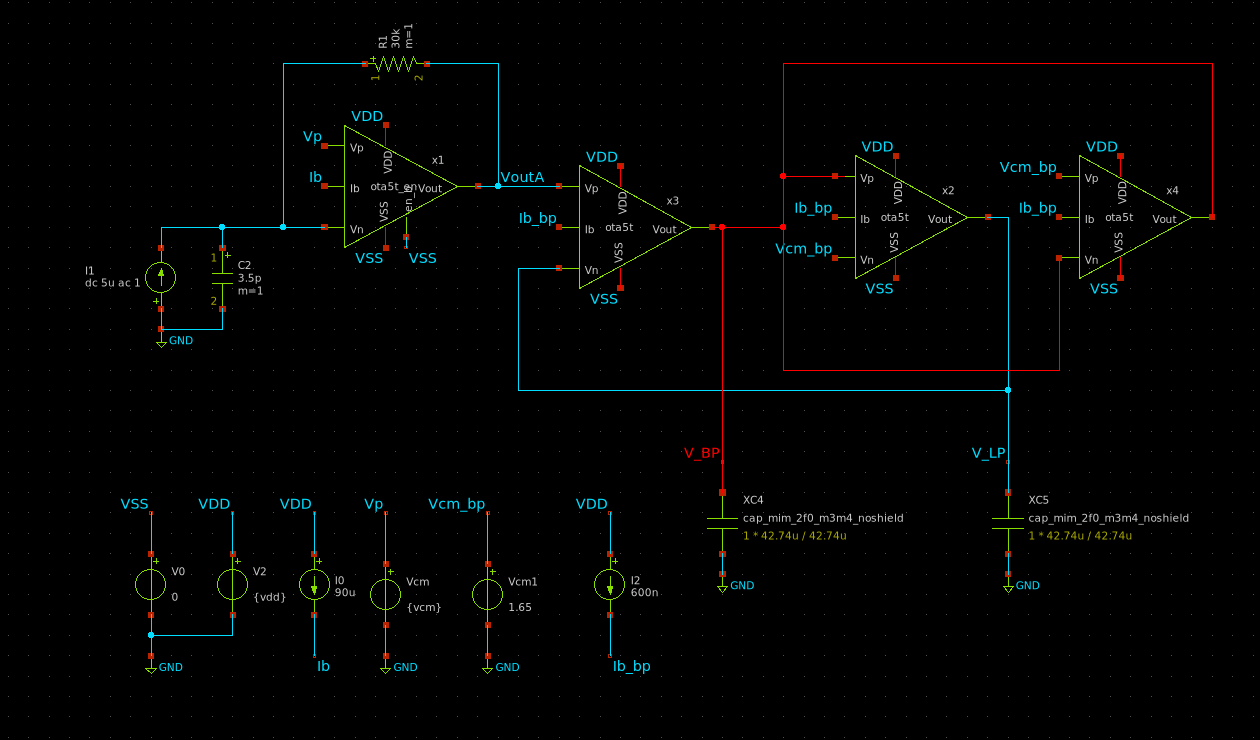 R1
30k
m=1
+
1
2
VDD
Vp
Vp
VDD
x1
Ib
Ib
ota5t_en
Vout
VoutA
en_b
VSS
Vn
VSS
VSS
I1
dc 5u ac 1
+
1
+
C2
3.5p
m=1
2
GND
VDD
Vp
VDD
x3
Ib_bp
Ib
ota5t
Vout
VSS
Vn
VSS
VDD
Vp
VDD
x2
Ib_bp
Ib
ota5t
Vout
Vcm_bp
VSS
Vn
VSS
VDD
Vcm_bp
Vp
VDD
x4
Ib_bp
Ib
ota5t
Vout
VSS
Vn
VSS
V_BP
V_LP
XC4
cap_mim_2f0_m3m4_noshield
1 * 42.74u / 42.74u
GND
XC5
cap_mim_2f0_m3m4_noshield
1 * 42.74u / 42.74u
GND
VSS
+
V0
0
GND
VDD
+
V2
{vdd}
VDD
+
I0
90u
Ib
Vp
+
Vcm
{vcm}
GND
Vcm_bp
+
Vcm1
1.65
GND
VDD
+
I2
600n
Ib_bp